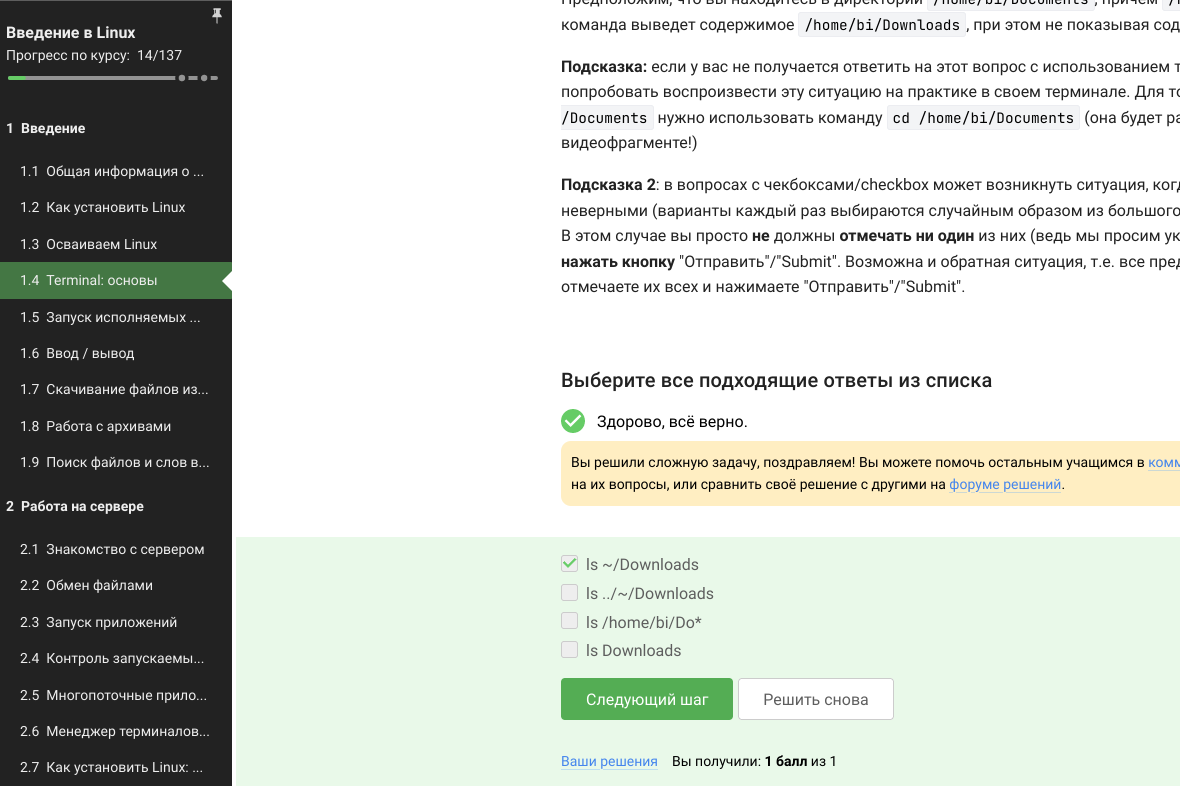 Введение в Linux
Прогресс по курсу: 14/137
1 Введение
1.1 Общая информация о ...
1.2 Как установить Linux
1.3 Осваиваем Linux
1.4 Terminal: основы
1.5 Запуск исполняемых ...
1.6 Ввод / вывод
1.7 Скачивание файлов из...
1.8 Работа с архивами
1.9 Поиск файлов и слов в...
2 Работа на сервере
2.1 Знакомство с сервером
2.2 Обмен файлами
2.3 Запуск приложений
2.4 Контроль запускаемы...
2.5 Многопоточные прило...
2.6 Менеджер терминалов...
2.7 Как установить Linux: ...
Предположим, что вы находитесь в директории /home/bi/Documents , причем
команда выведет содержимое /home/bi/Downloads , при этом не показывая сод
Подсказка: если у вас не получается ответить на этот вопрос с использованием т
попробовать воспроизвести эту ситуацию на практике в своем терминале. Для то
/Documents нужно использовать команду cd /home/bi/Documents (она будет ра
видеофрагменте!)
Подсказка 2: в вопросах с чекбоксами/checkbox может возникнуть ситуация, ког
неверными (варианты каждый раз выбираются случайным образом из большого
В этом случае вы просто не должны отмечать ни один из них (ведь мы просим ук
нажать кнопку "Отправить"/"Submit". Возможна и обратная ситуация, т.е. все пред
отмечаете их всех и нажимаете "Отправить"/"Submit".
Выберите все подходящие ответы из списка
Здорово, всё верно.
Вы решили сложную задачу, поздравляем! Вы можете помочь остальным учащимся в комм
на их вопросы, или сравнить своё решение с другими на форуме решений.
ls ~/Downloads
ls ../~/Downloads
ls /home/bi/Do*
ls Downloads
Следующий шаг
Решить снова
Ваши решения Вы получили: 1 балл из 1